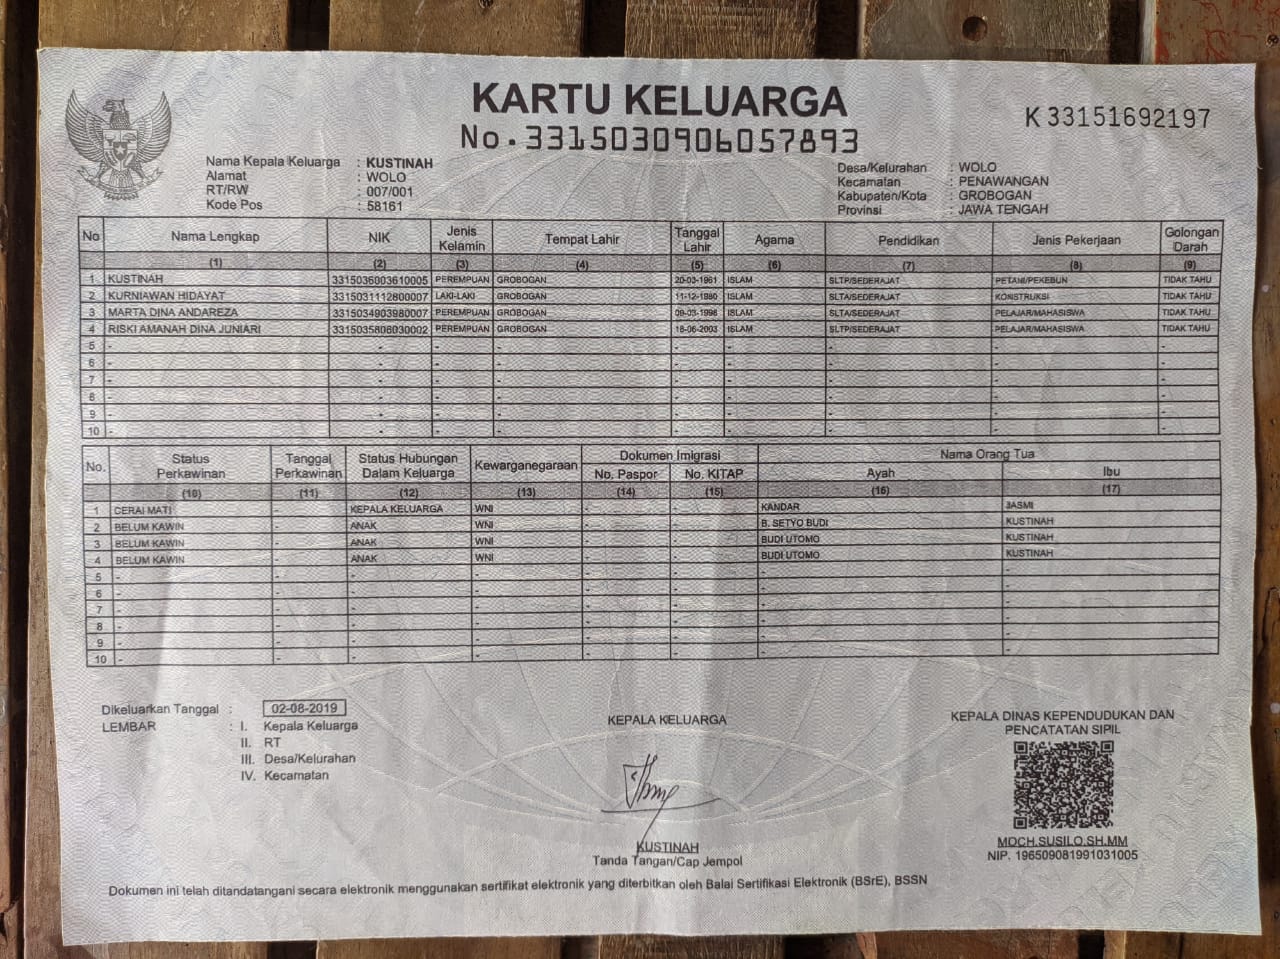 KARTU KELUARGA
No.3315030906057893
K 33151692197
Nama Kepala Keluarga : KUSTINAH
Alamat : WOLO
RT/RW : 007/001
Kode Pos : 58161
Desa/Kelurahan : WOLO
Kecamatan : PENAWANGAN
Kabupaten/Kota : GROBOGAN
Provinsi : JAWA TENGAH
No Nama Lengkap NIK Jenis Kelamin Tempat Lahir Tanggal Lahir Agama Pendidikan Jenis Pekerjaan Golongan Darah
(1) (2) (3) (4) (5) (6) (7) (8) (9)
1 KUSTINAH 3315036003610005 PEREMPUAN GROBOGAN 20-03-1961 ISLAM SLTP/SEDERAJAT PETANI/PEKEBUN TIDAK TAHU
2 KURNIAWAN HIDAYAT 3315031112800007 LAKI-LAKI GROBOGAN 11-12-1980 ISLAM SLTA/SEDERAJAT KONSTRUKSI TIDAK TAHU
3 MARTA DINA ANDAREZA 3315034903980007 PEREMPUAN GROBOGAN 09-03-1998 ISLAM SLTA/SEDERAJAT PELAJAR/MAHASISWA TIDAK TAHU
4 RISKI AMANAH DINA JUNIARI 3315035806030002 PEREMPUAN GROBOGAN 18-06-2003 ISLAM SLTP/SEDERAJAT PELAJAR/MAHASISWA TIDAK TAHU
5 - - - - - - - - -
6 - - - - - - - - -
7 - - - - - - - - -
8 - - - - - - - - -
9 - - - - - - - - -
10 - - - - - - - - -
No. Status Perkawinan Tanggal Perkawinan Status Hubungan Dalam Keluarga Kewarganegaraan Dokumen Imigrasi Nama Orang Tua
No. Paspor No. KITAP Ayah Ibu
(10) (11) (12) (13) (14) (15) (16) (17)
1 CERAI MATI - KEPALA KELUARGA WNI - - KANDAR JASMI
2 BELUM KAWIN - ANAK WNI - - B. SETYO BUDI KUSTINAH
3 BELUM KAWIN - ANAK WNI - - BUDI UTOMO KUSTINAH
4 BELUM KAWIN - ANAK WNI - - BUDI UTOMO KUSTINAH
5 - - - - - - - -
6 - - - - - - - -
7 - - - - - - - -
8 - - - - - - - -
9 - - - - - - - -
10 - - - - - - - -
Dikeluarkan Tanggal : 02-08-2019
LEMBAR : I. Kepala Keluarga
II. RT
III. Desa/Kelurahan
IV. Kecamatan
KEPALA KELUARGA
KUSTINAH
Tanda Tangan/Cap Jempol
KEPALA DINAS KEPENDUDUKAN DAN
PENCATATAN SIPIL
MOCH.SUSILO.SH.MM
NIP. 196509081991031005
Dokumen ini telah ditandatangani secara elektronik menggunakan sertifikat elektronik yang diterbitkan oleh Balai Sertifikasi Elektronik (BSrE), BSSN